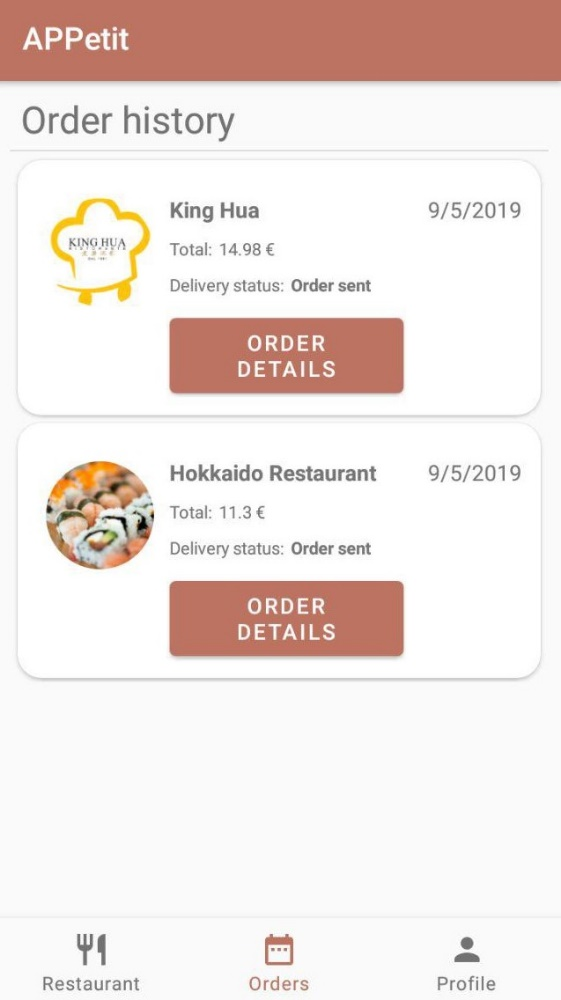 APPetit
Order history
KING HUA
King Hua
9/5/2019
Total: 14.98 €
Delivery status: Order sent
ORDER
DETAILS
Hokkaido Restaurant
9/5/2019
Total: 11.3 €
Delivery status: Order sent
ORDER
DETAILS
Restaurant
Orders
Profile